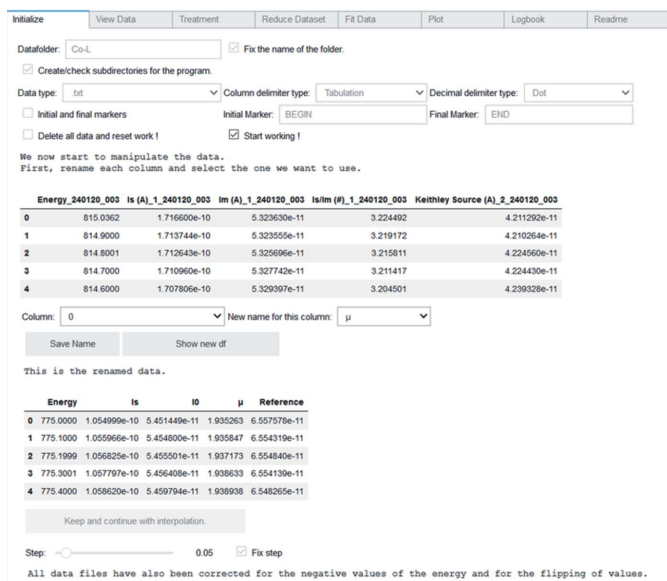 Initialize View Data Treatment Reduce Dataset Fit Data Plot Logbook Readme
Datafolder: Co-L Fix the name of the folder.
Create/check subdirectories for the program.
Data type: .txt Column delimiter type: Tabulation Decimal delimiter type: Dot
Initial and final markers Initial Marker: BEGIN Final Marker: END
Delete all data and reset work ! Start working !
We now start to manipulate the data.
First, rename each column and select the one we want to use.
Energy_240120_003 Is (A)_1_240120_003 Im (A)_1_240120_003 Is/Im (#)_1_240120_003 Keithley Source (A)_2_240120_003
0 815.0362 1.716600e-10 5.323630e-11 3.224492 4.211292e-11
1 814.9000 1.713744e-10 5.323555e-11 3.219172 4.210264e-11
2 814.8001 1.712643e-10 5.325696e-11 3.215811 4.224560e-11
3 814.7000 1.710960e-10 5.327742e-11 3.211417 4.224430e-11
4 814.6000 1.707806e-10 5.329397e-11 3.204501 4.239328e-11
Column: 0 New name for this column: μ
Save Name Show new df
This is the renamed data.
Energy Is I0 μ Reference
0 775.0000 1.054999e-10 5.451449e-11 1.935263 6.557578e-11
1 775.1000 1.055966e-10 5.454800e-11 1.935847 6.554319e-11
2 775.1999 1.056825e-10 5.455501e-11 1.937173 6.554840e-11
3 775.3001 1.057797e-10 5.456408e-11 1.938633 6.554139e-11
4 775.4000 1.058620e-10 5.459794e-11 1.938938 6.548265e-11
Keep and continue with interpolation.
Step: 0.05 Fix step
All data files have also been corrected for the negative values of the energy and for the flipping of values.